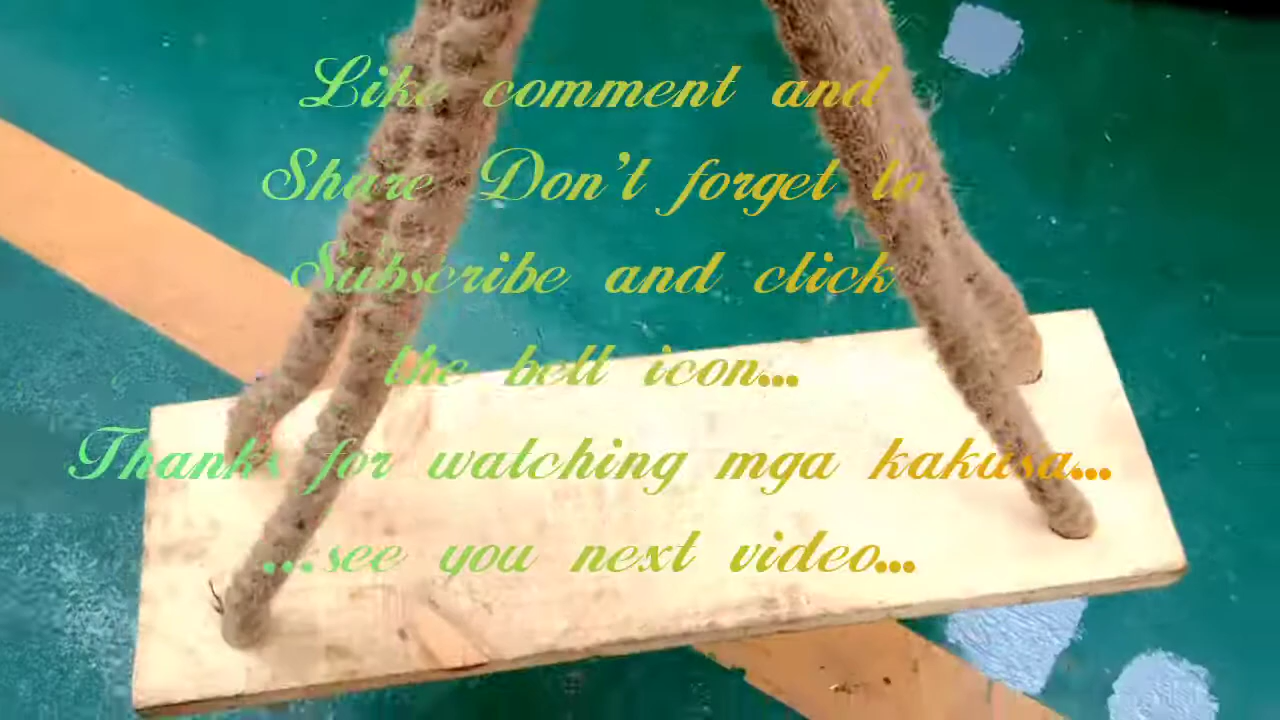 Like comment and
Share Don't forget to
Subscribe and click
the bell icon...
Thanks for watching mga kakusa...
...see you next video...